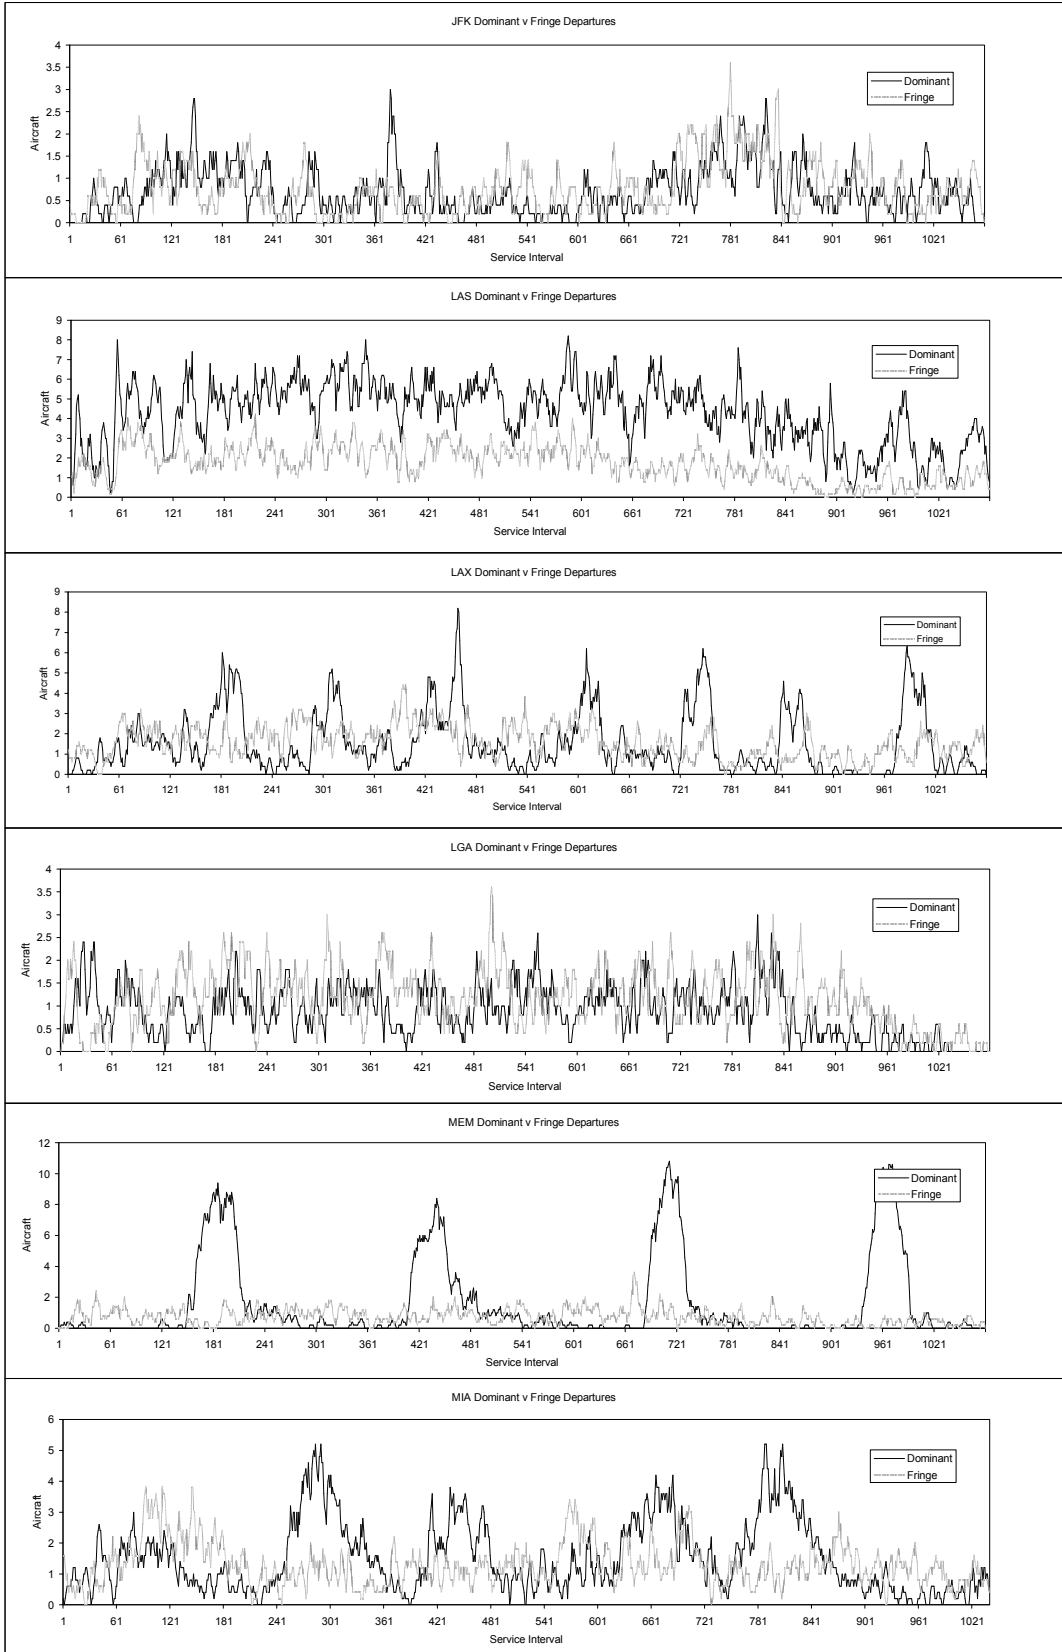 JFK Dominant v Fringe Departures
4
3.5
3
2.5
2
1.5
1
0.5
0
Aircraft
Dominant
Fringe
1 61 121 181 241 301 361 421 481 541 601 661 721 781 841 901 961 1021
Service Interval
LAS Dominant v Fringe Departures
9
8
7
6
5
4
3
2
1
0
Aircraft
Dominant
Fringe
1 61 121 181 241 301 361 421 481 541 601 661 721 781 841 901 961 1021
Service Interval
LAX Dominant v Fringe Departures
9
8
7
6
5
4
3
2
1
0
Aircraft
Dominant
Fringe
1 61 121 181 241 301 361 421 481 541 601 661 721 781 841 901 961 1021
Service Interval
LGA Dominant v Fringe Departures
4
3.5
3
2.5
2
1.5
1
0.5
0
Aircraft
Dominant
Fringe
1 61 121 181 241 301 361 421 481 541 601 661 721 781 841 901 961 1021
Service Interval
MEM Dominant v Fringe Departures
12
10
8
6
4
2
0
Aircraft
Dominant
Fringe
1 61 121 181 241 301 361 421 481 541 601 661 721 781 841 901 961 1021
Service Interval
MIA Dominant v Fringe Departures
6
5
4
3
2
1
0
Aircraft
Dominant
Fringe
1 61 121 181 241 301 361 421 481 541 601 661 721 781 841 901 961 1021
Service Interval